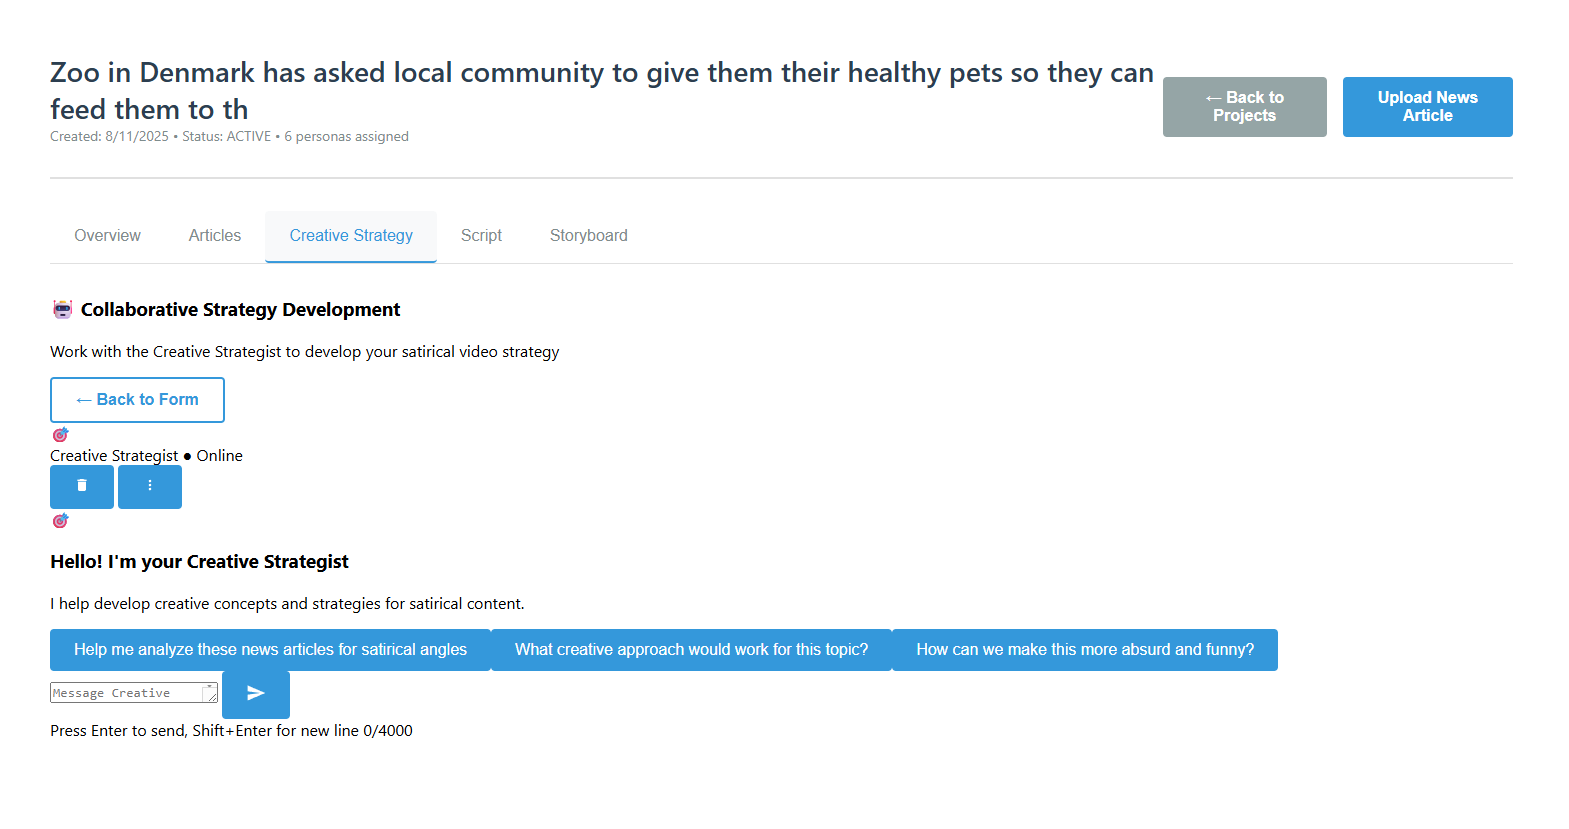 Zoo in Denmark has asked local community to give them their healthy pets so they can
feed them to th
Created: 8/11/2025 • Status: ACTIVE • 6 personas assigned
← Back to
Projects
Upload News
Article
Overview
Articles
Creative Strategy
Script
Storyboard
Collaborative Strategy Development
Work with the Creative Strategist to develop your satirical video strategy
← Back to Form
Creative Strategist ● Online
Hello! I'm your Creative Strategist
I help develop creative concepts and strategies for satirical content.
Help me analyze these news articles for satirical angles
What creative approach would work for this topic?
How can we make this more absurd and funny?
Message Creative
Press Enter to send, Shift+Enter for new line 0/4000